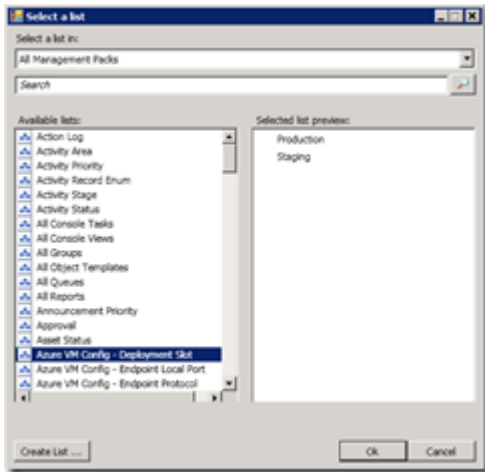 Select a list
Select a list in:
All Management Packs
Search
Available lists:
Action Log
Activity Area
Activity Priority
Activity Record Enum
Activity Stage
Activity Status
All Console Tasks
All Console Views
All Groups
All Object Templates
All Queues
All Reports
Announcement Priority
Approval
Asset Status
Azure VM Config - Deployment Slot
Azure VM Config - Endpoint Local Port
Azure VM Config - Endpoint Protocol
Selected list preview:
Production
Staging
Create List ....
Ok
Cancel